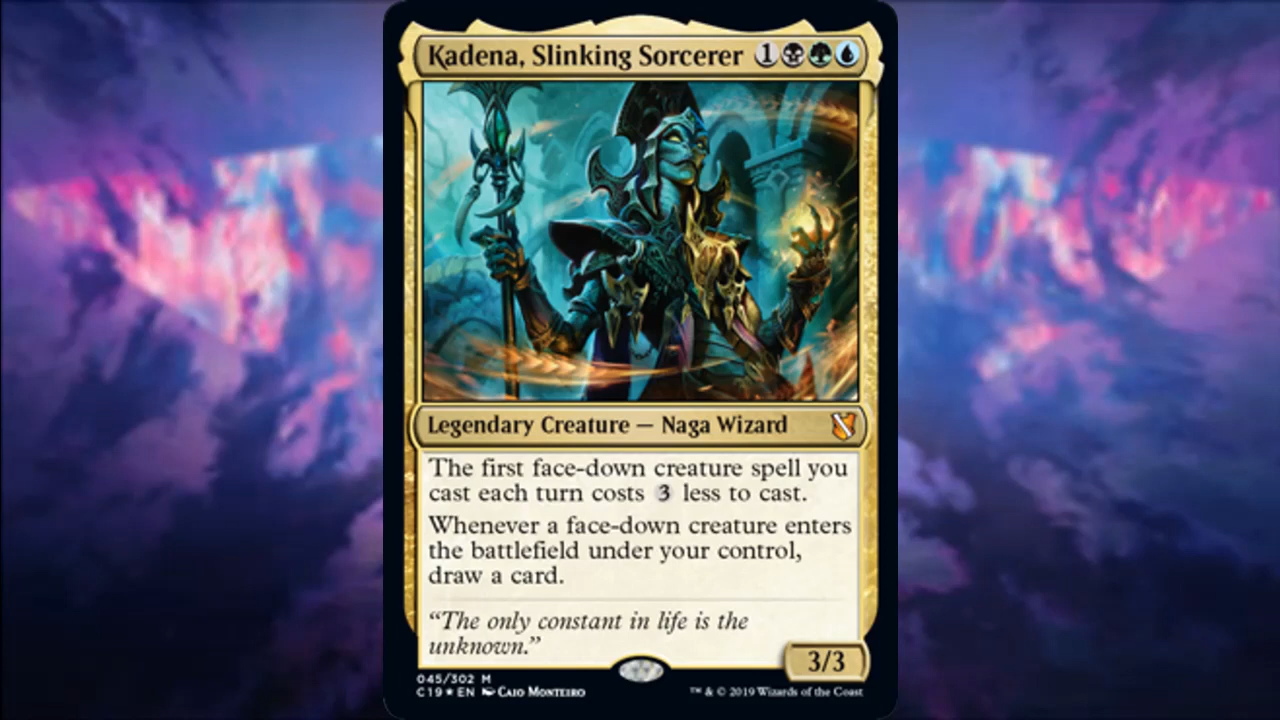 Kadena, Slinking Sorcerer 1
Legendary Creature — Naga Wizard
The first face-down creature spell you
cast each turn costs 3 less to cast.
Whenever a face-down creature enters
the battlefield under your control,
draw a card.
“The only constant in life is the
unknown.”
3/3
045/302 M
C19★EN Caio Monteiro
™ & © 2019 Wizards of the Coast